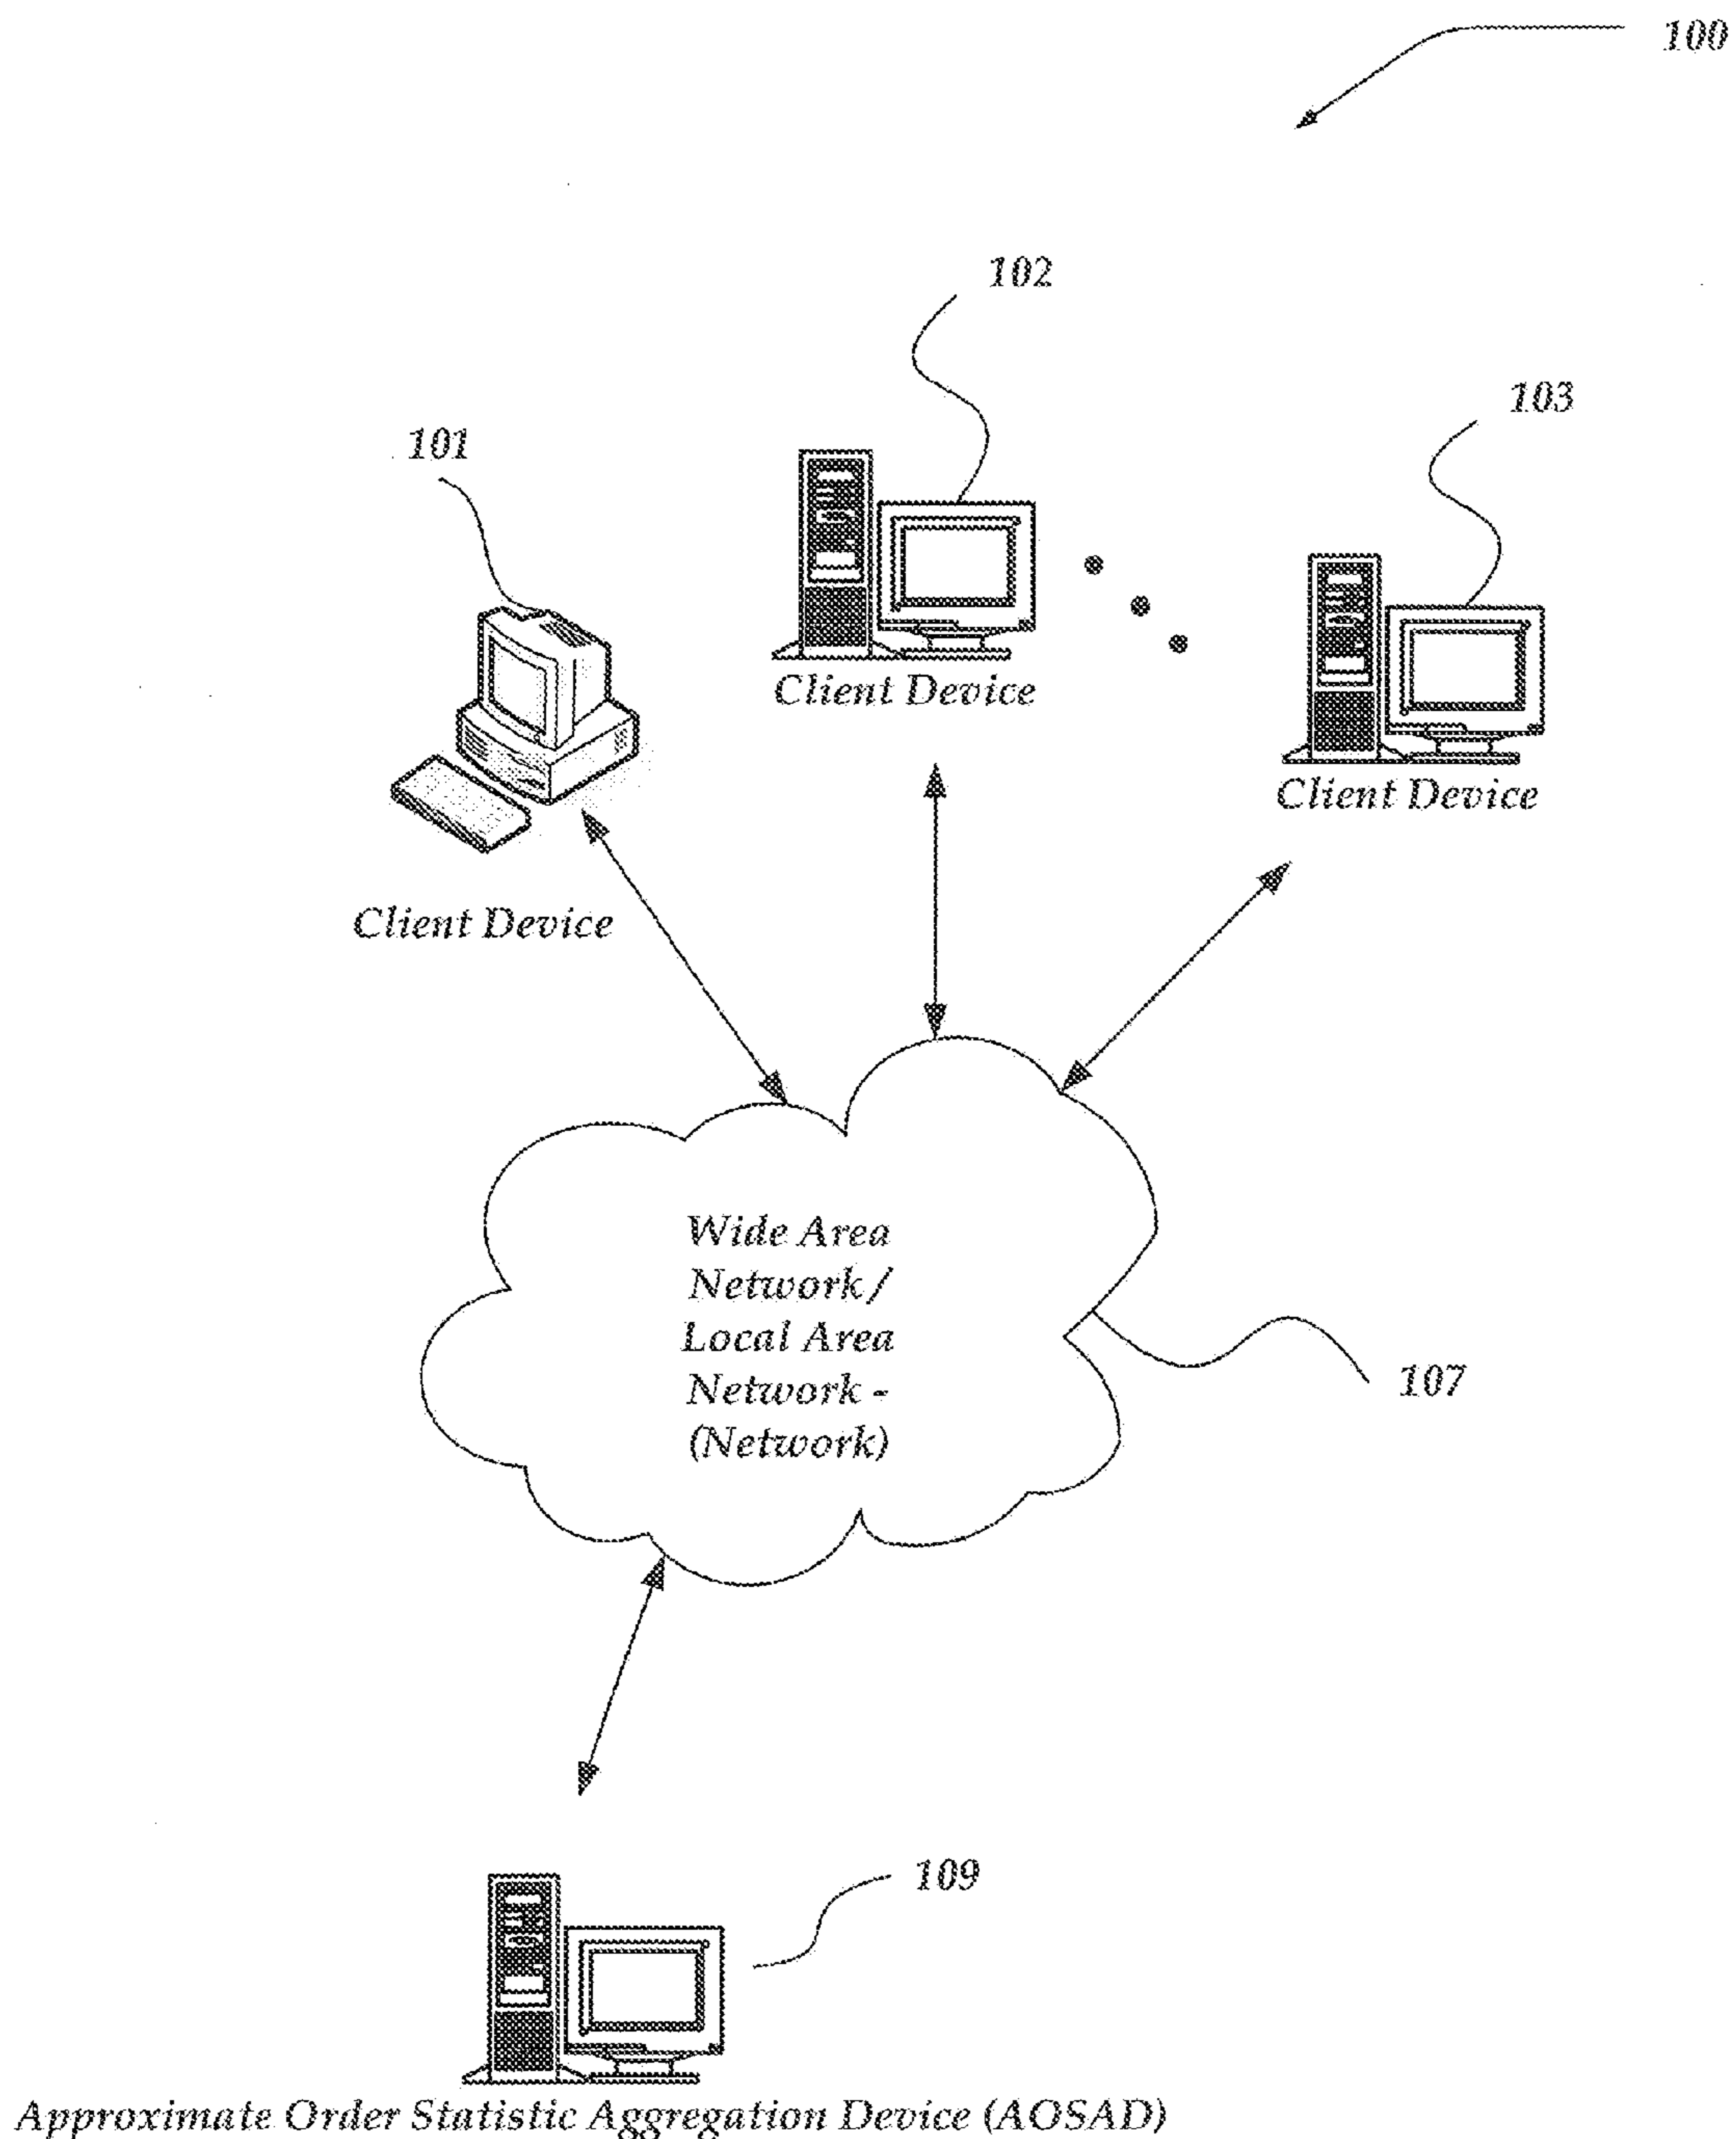 100
102
103
101
Client Device
Client Device
Client Device
Wide Area
Network/
Local Area
Network -
(Network)
107
109
Approximate Order Statistic Aggregation Device (AOSAD)